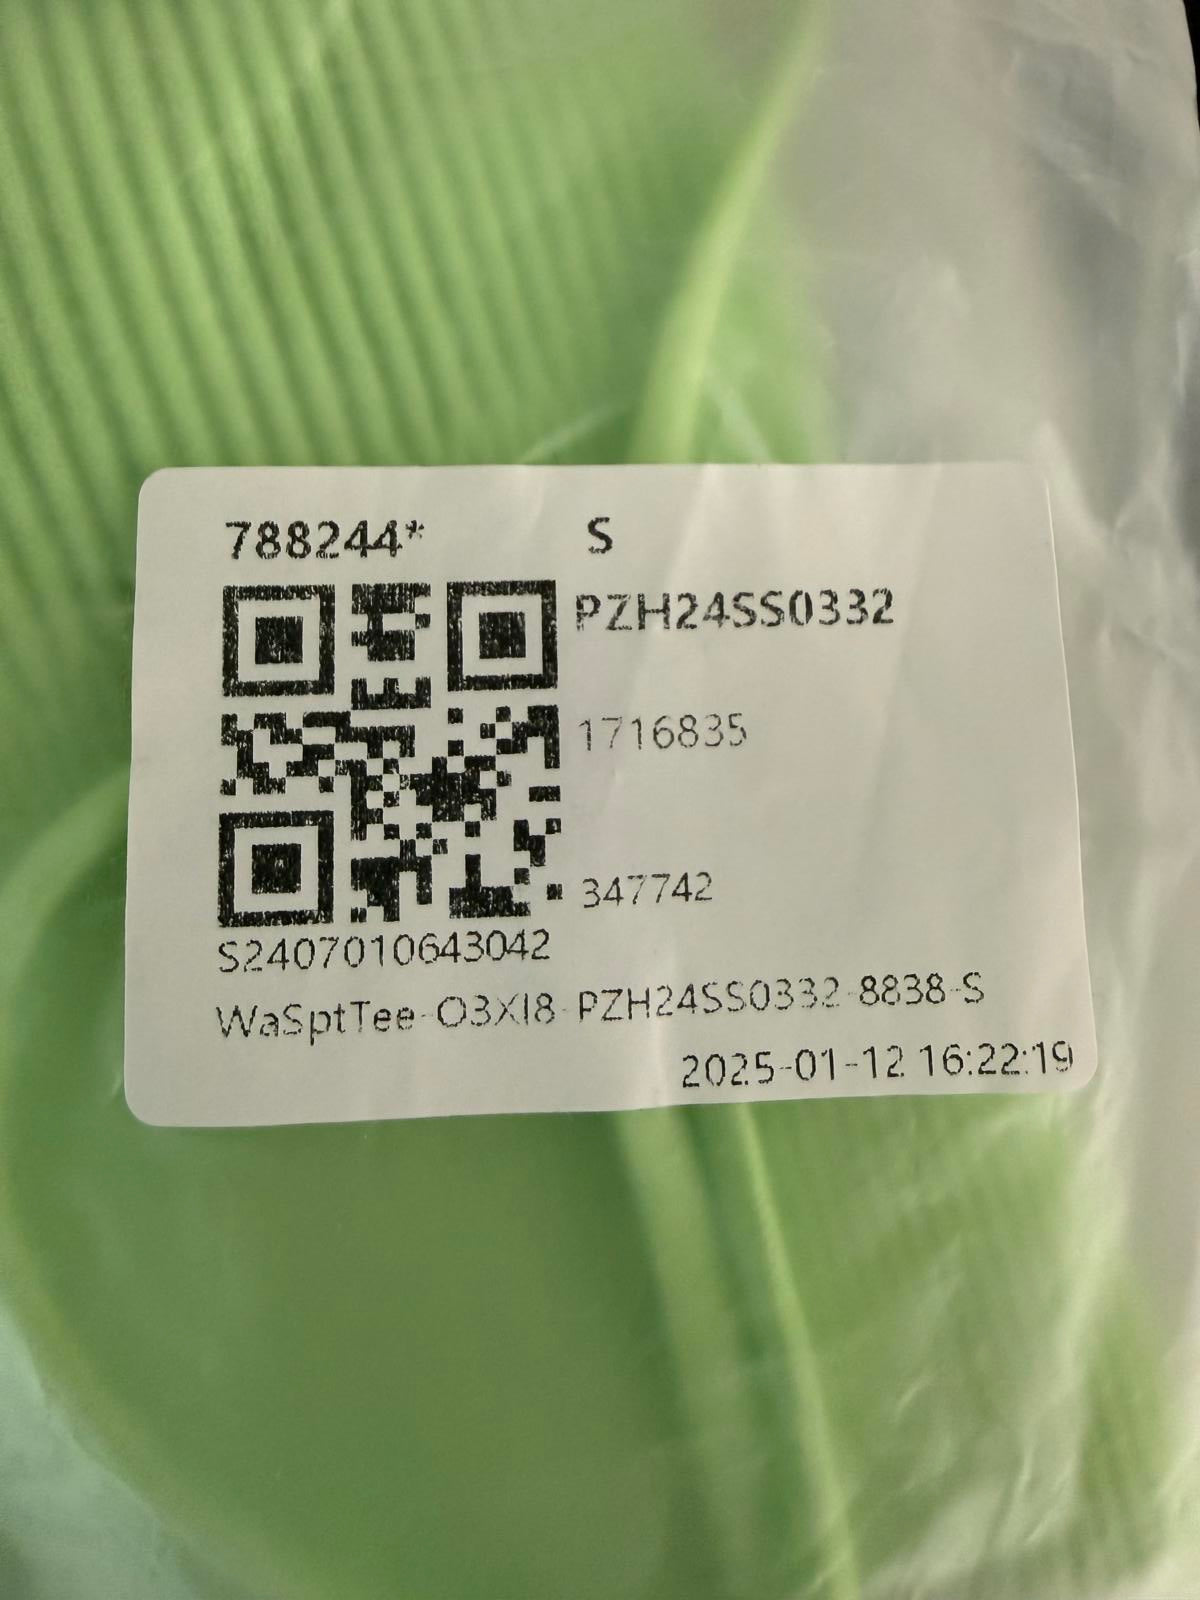 788244* S
PZH24SS0332
1716835
347742
S2407010643042
WaSptTee-O3XI8-PZH24SS0332-8838-S
2025-01-12 16:22:19